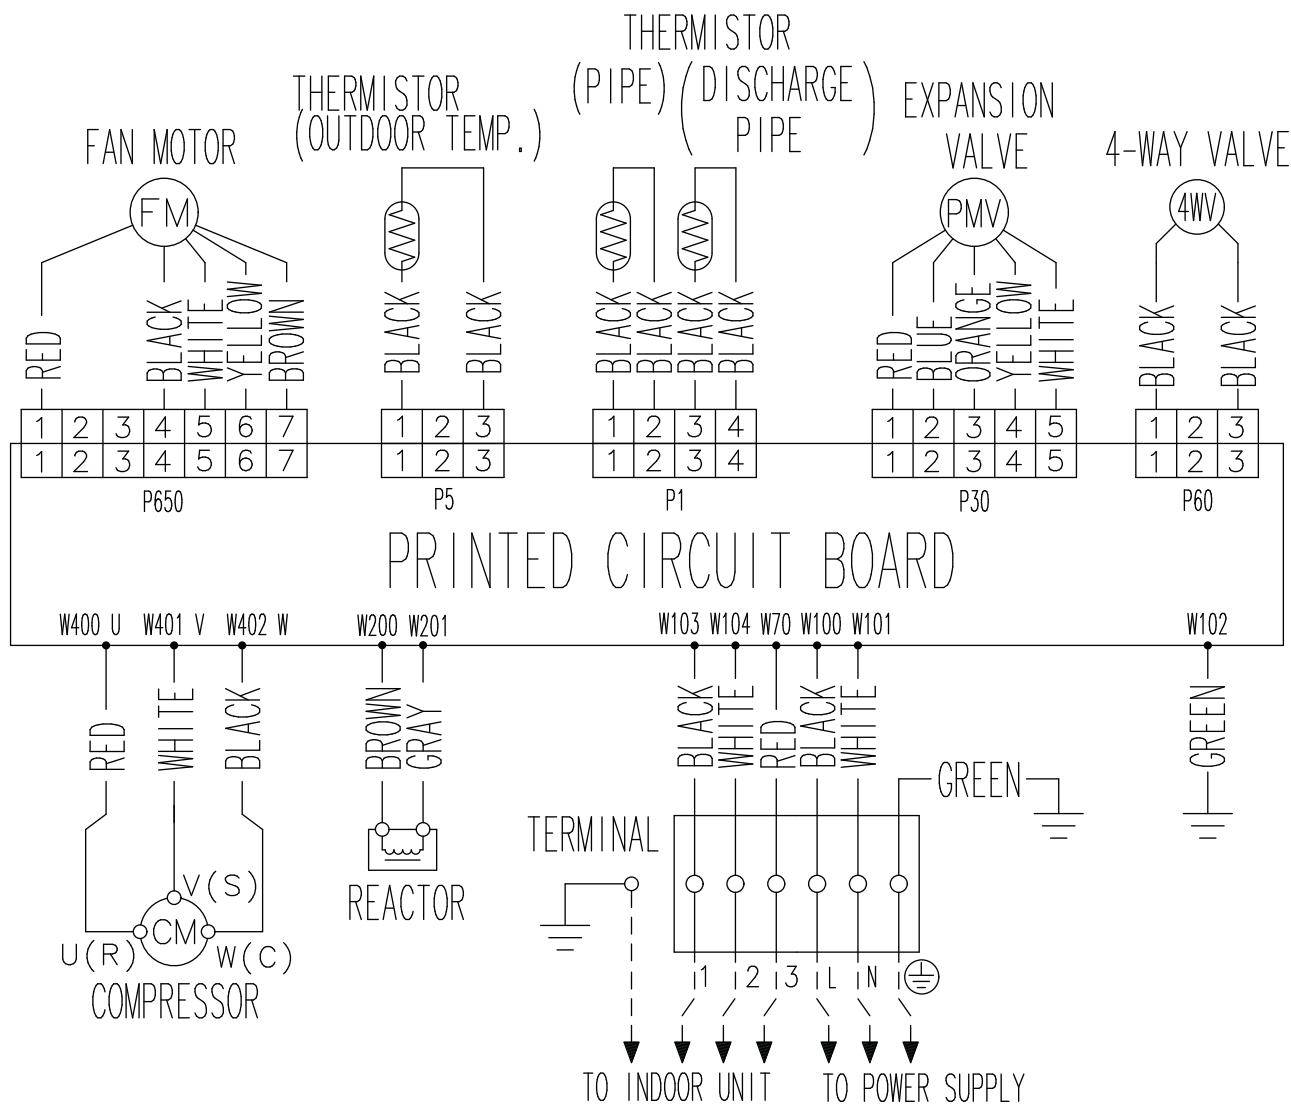 THERMISTOR
(PIPE) (DISCHARGE PIPE)
THERMISTOR
(OUTDOOR TEMP.)
EXPANSION
VALVE
FAN MOTOR
4-WAY VALVE
FM
PMV
4WV
RED BLACK WHITE YELLOW BROWN
BLACK BLACK
BLACK BLACK BLACK BLACK
RED BLUE ORANGE YELLOW WHITE
BLACK BLACK
1 2 3 4 5 6 7
1 2 3
1 2 3 4
1 2 3 4 5
1 2 3
1 2 3 4 5 6 7
1 2 3
1 2 3 4
1 2 3 4 5
1 2 3
P650
P5
P1
P30
P60
PRINTED CIRCUIT BOARD
W400 U W401 V W402 W
W200 W201
W103 W104 W70 W100 W101
W102
RED WHITE BLACK
BROWN GRAY
BLACK WHITE RED BLACK WHITE
GREEN
GREEN
TERMINAL
REACTOR
V(S)
CM
U(R)
W(C)
COMPRESSOR
1 2 3 L N
TO INDOOR UNIT
TO POWER SUPPLY